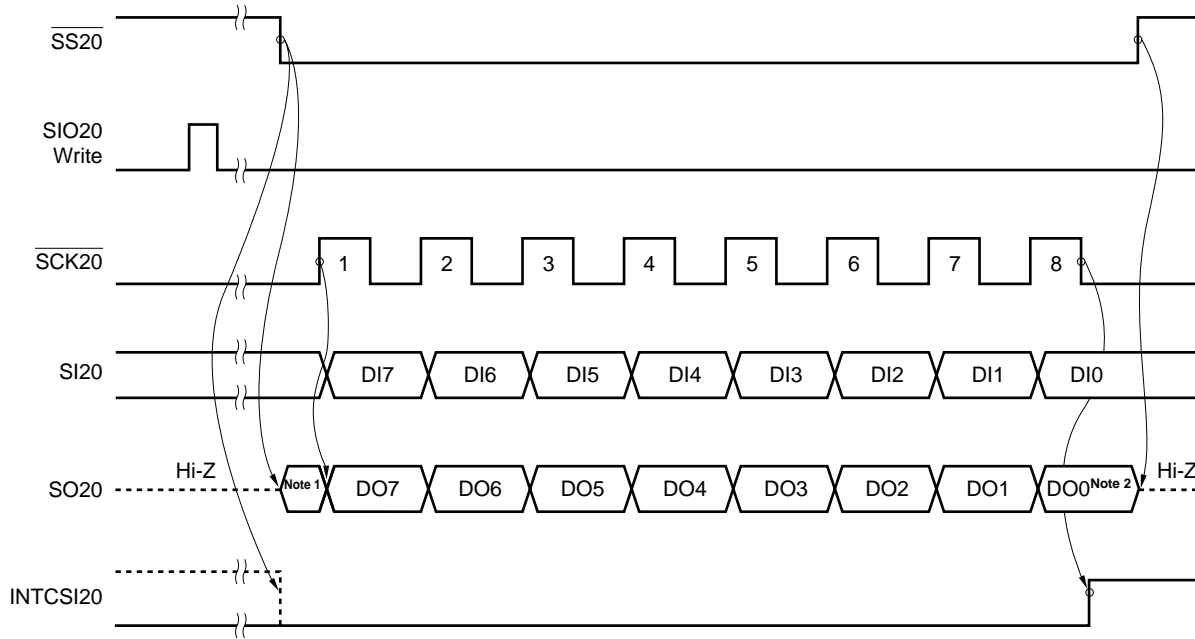 SS20
SIO20
Write
SCK20
1 2 3 4 5 6 7 8
SI20
DI7 DI6 DI5 DI4 DI3 DI2 DI1 DI0
SO20
Hi-Z Note 1 DO7 DO6 DO5 DO4 DO3 DO2 DO1 DO0 Note 2 Hi-Z
INTCSI20